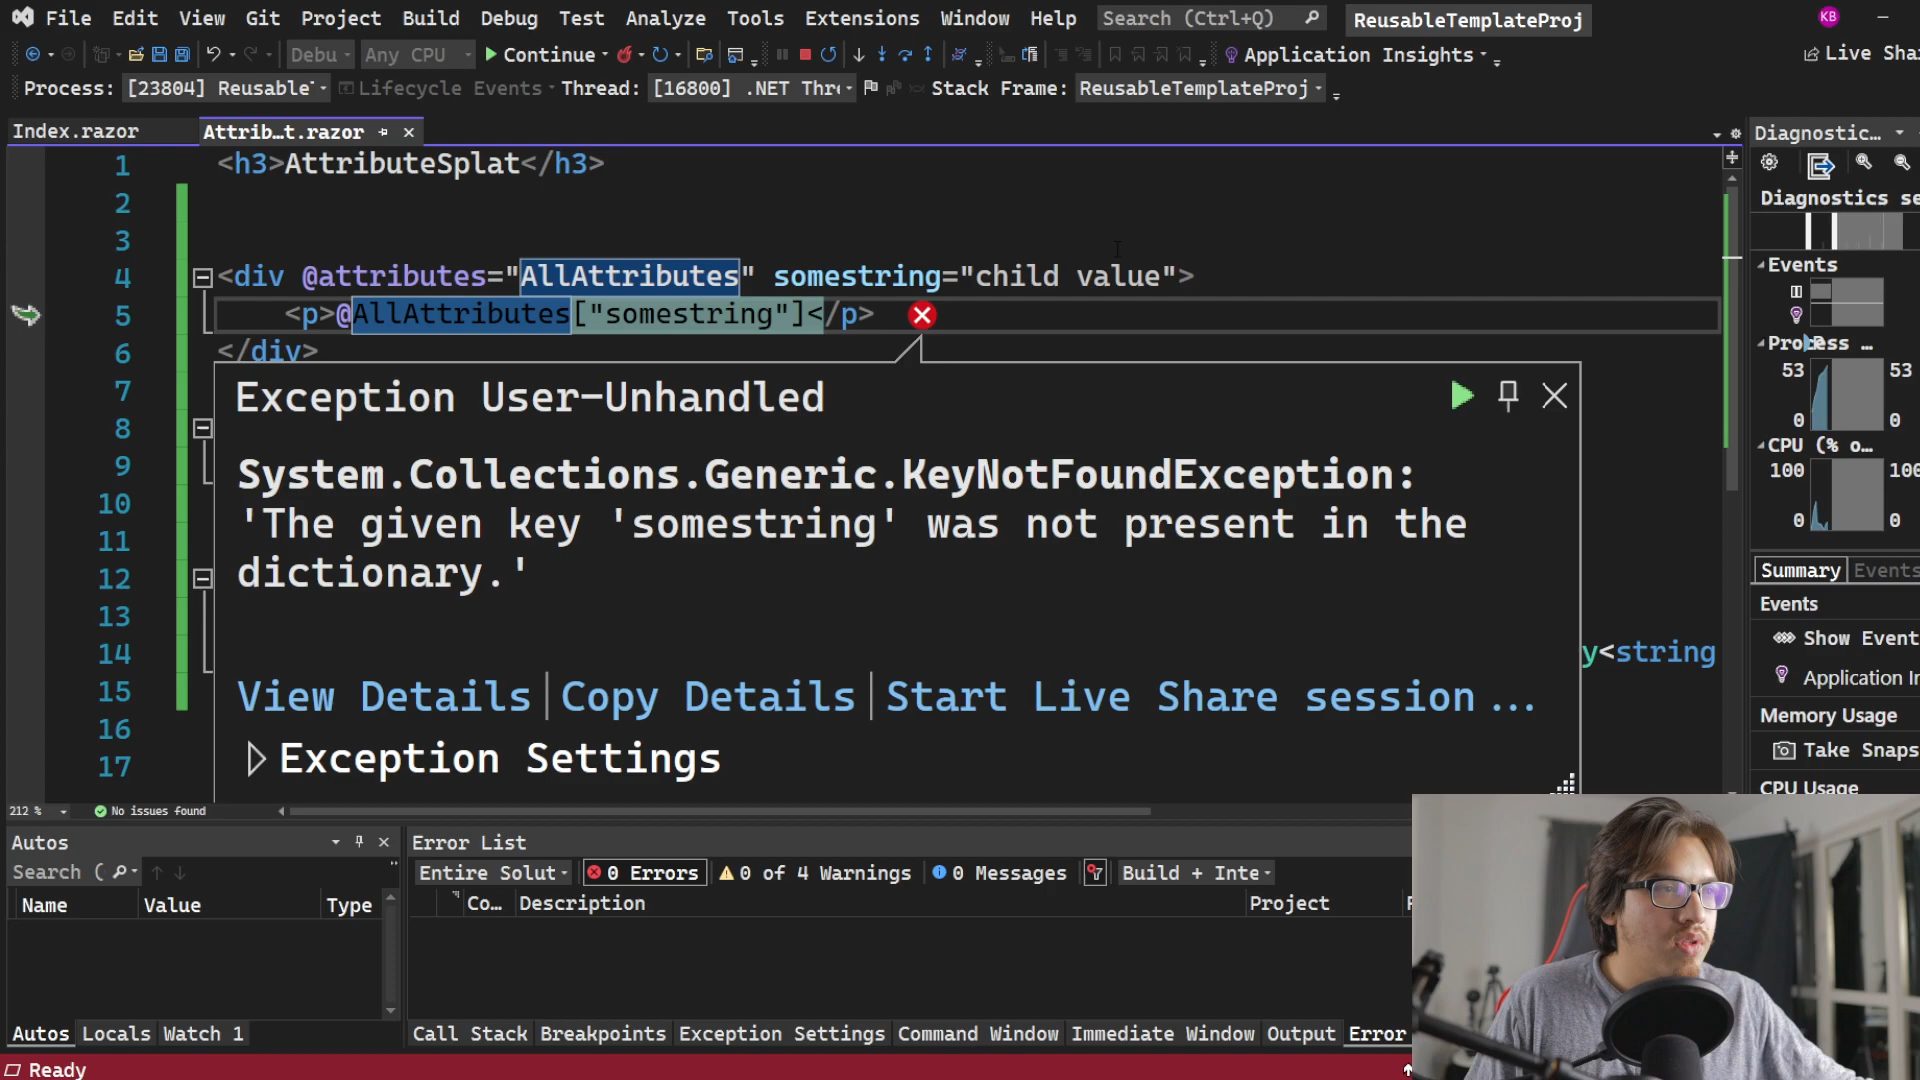 File Edit View Git Project Build Debug Test Analyze Tools Extensions Window Help Search (Ctrl+Q) ReusableTemplateProj KB
Debu Any CPU Continue Application Insights Live Sha
Process: [23804] Reusable Lifecycle Events Thread: [16800] .NET Thr Stack Frame: ReusableTemplateProj
Index.razor Attrib…t.razor Diagnostic…
1 <h3>AttributeSplat</h3>
2
Diagnostics se
3
Events
4 <div @attributes="AllAttributes" somestring="child value">
5 <p>@AllAttributes["somestring"]</p>
6 </div>
7
8
9
10
11
12
13
14 y<string
15
16
17
Exception User-Unhandled
System.Collections.Generic.KeyNotFoundException:
'The given key 'somestring' was not present in the
dictionary.'
View Details | Copy Details | Start Live Share session ...
Exception Settings
53 53
0 0
CPU (% o…
100 100
0 0
Summary Events
Events
Show Event
Application In
Memory Usage
Take Snaps
CPU Usage
212 % No issues found
Autos Error List
Search ( Entire Solut 0 Errors 0 of 4 Warnings 0 Messages Build + Inte
Name Value Type Co… Description Project
Autos Locals Watch 1 Call Stack Breakpoints Exception Settings Command Window Immediate Window Output Error
Ready